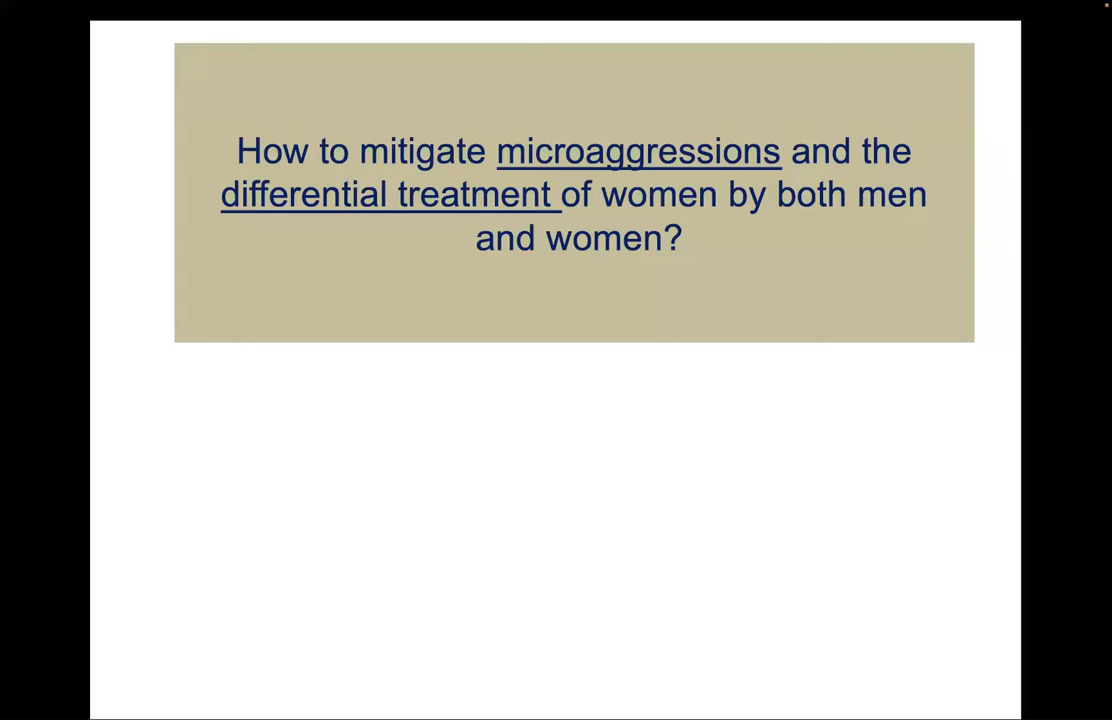 How to mitigate microaggressions and the
differential treatment of women by both men
and women?